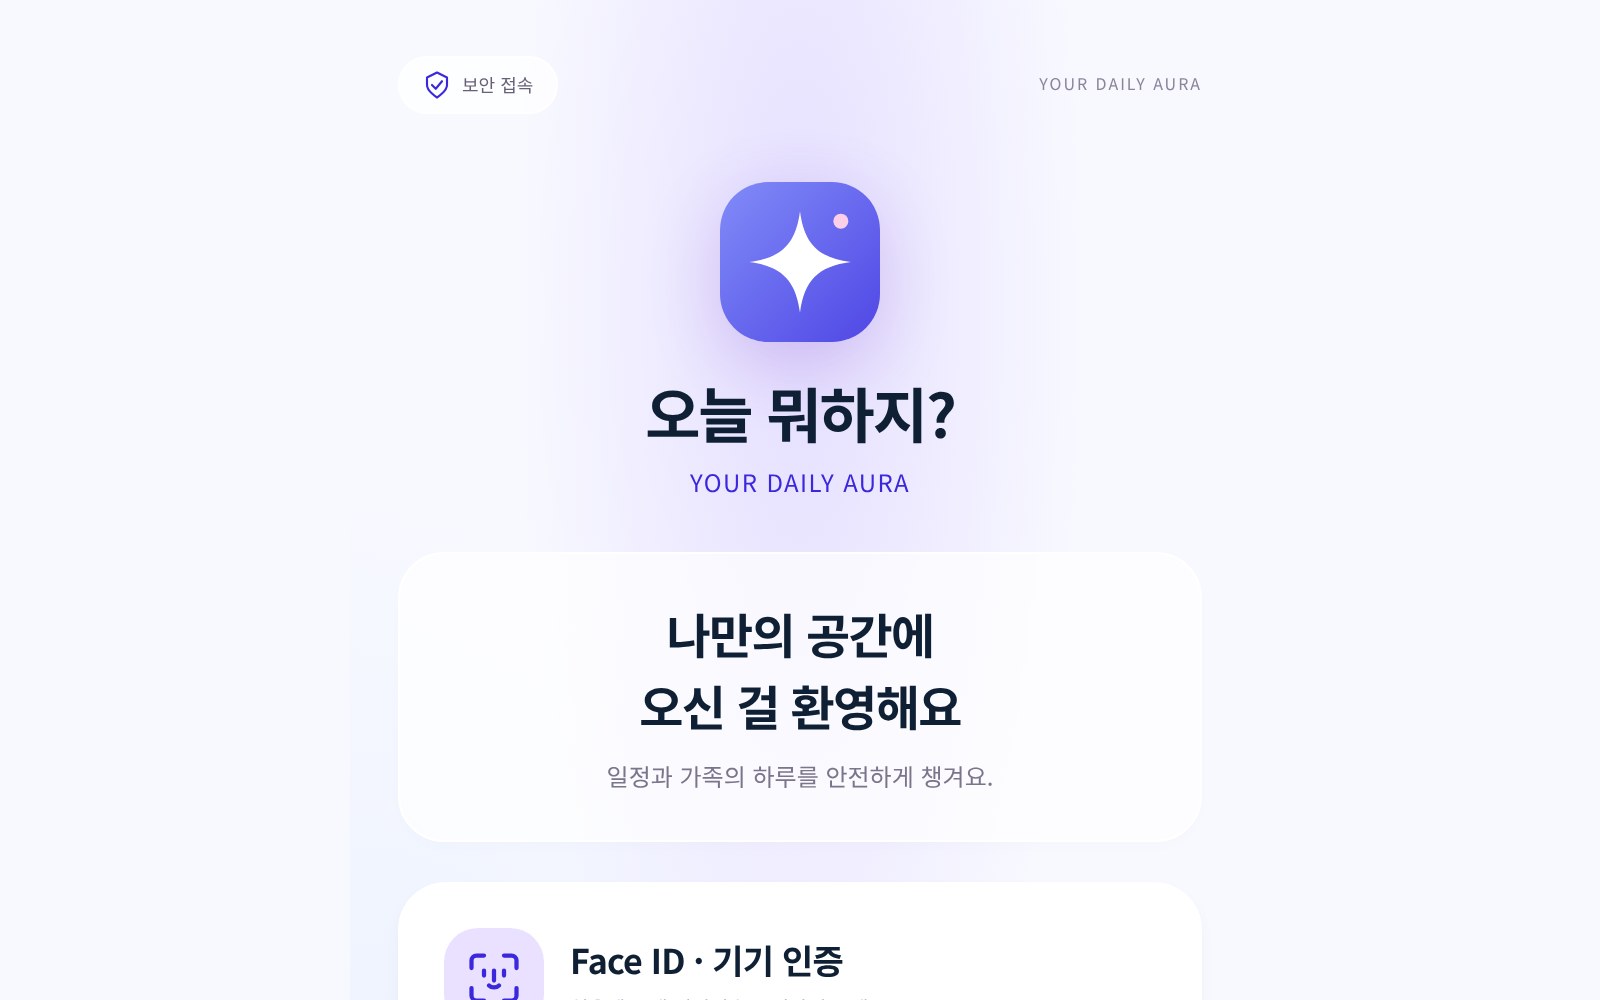 보안 접속
YOUR DAILY AURA
오늘 뭐하지?
YOUR DAILY AURA
나만의 공간에
오신 걸 환영해요
일정과 가족의 하루를 안전하게 챙겨요.
Face ID · 기기 인증